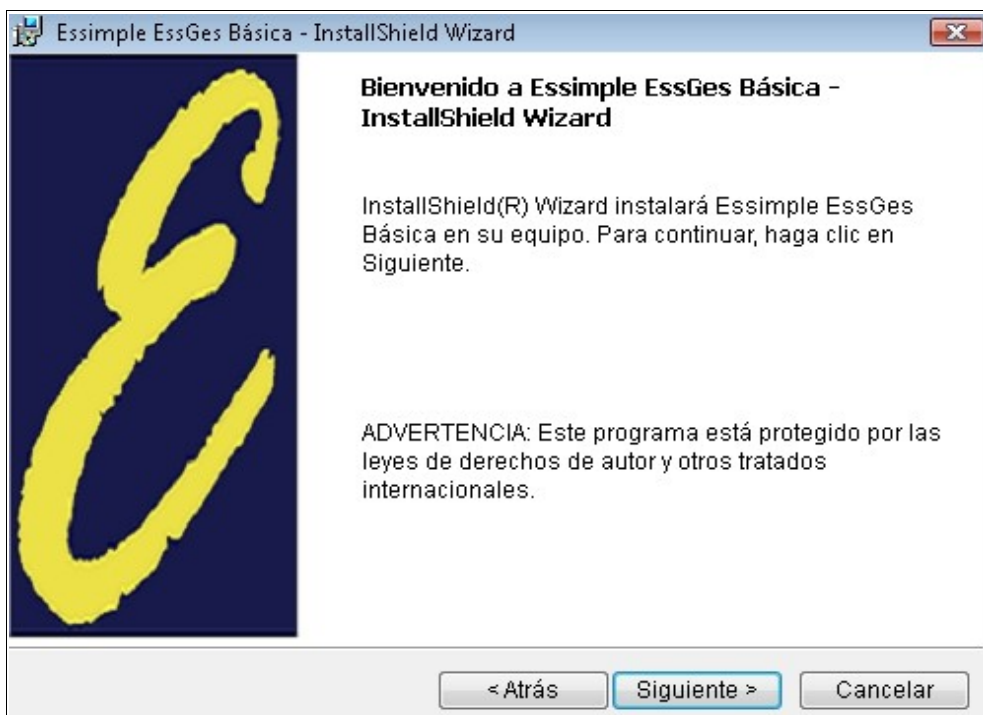 Essimple EssGes Básica - InstallShield Wizard
Bienvenido a Essimple EssGes Básica -
InstallShield Wizard
InstallShield(R) Wizard instalará Essimple EssGes
Básica en su equipo. Para continuar, haga clic en
Siguiente.
ADVERTENCIA: Este programa está protegido por las
leyes de derechos de autor y otros tratados
internacionales.
< Atrás
Siguiente >
Cancelar